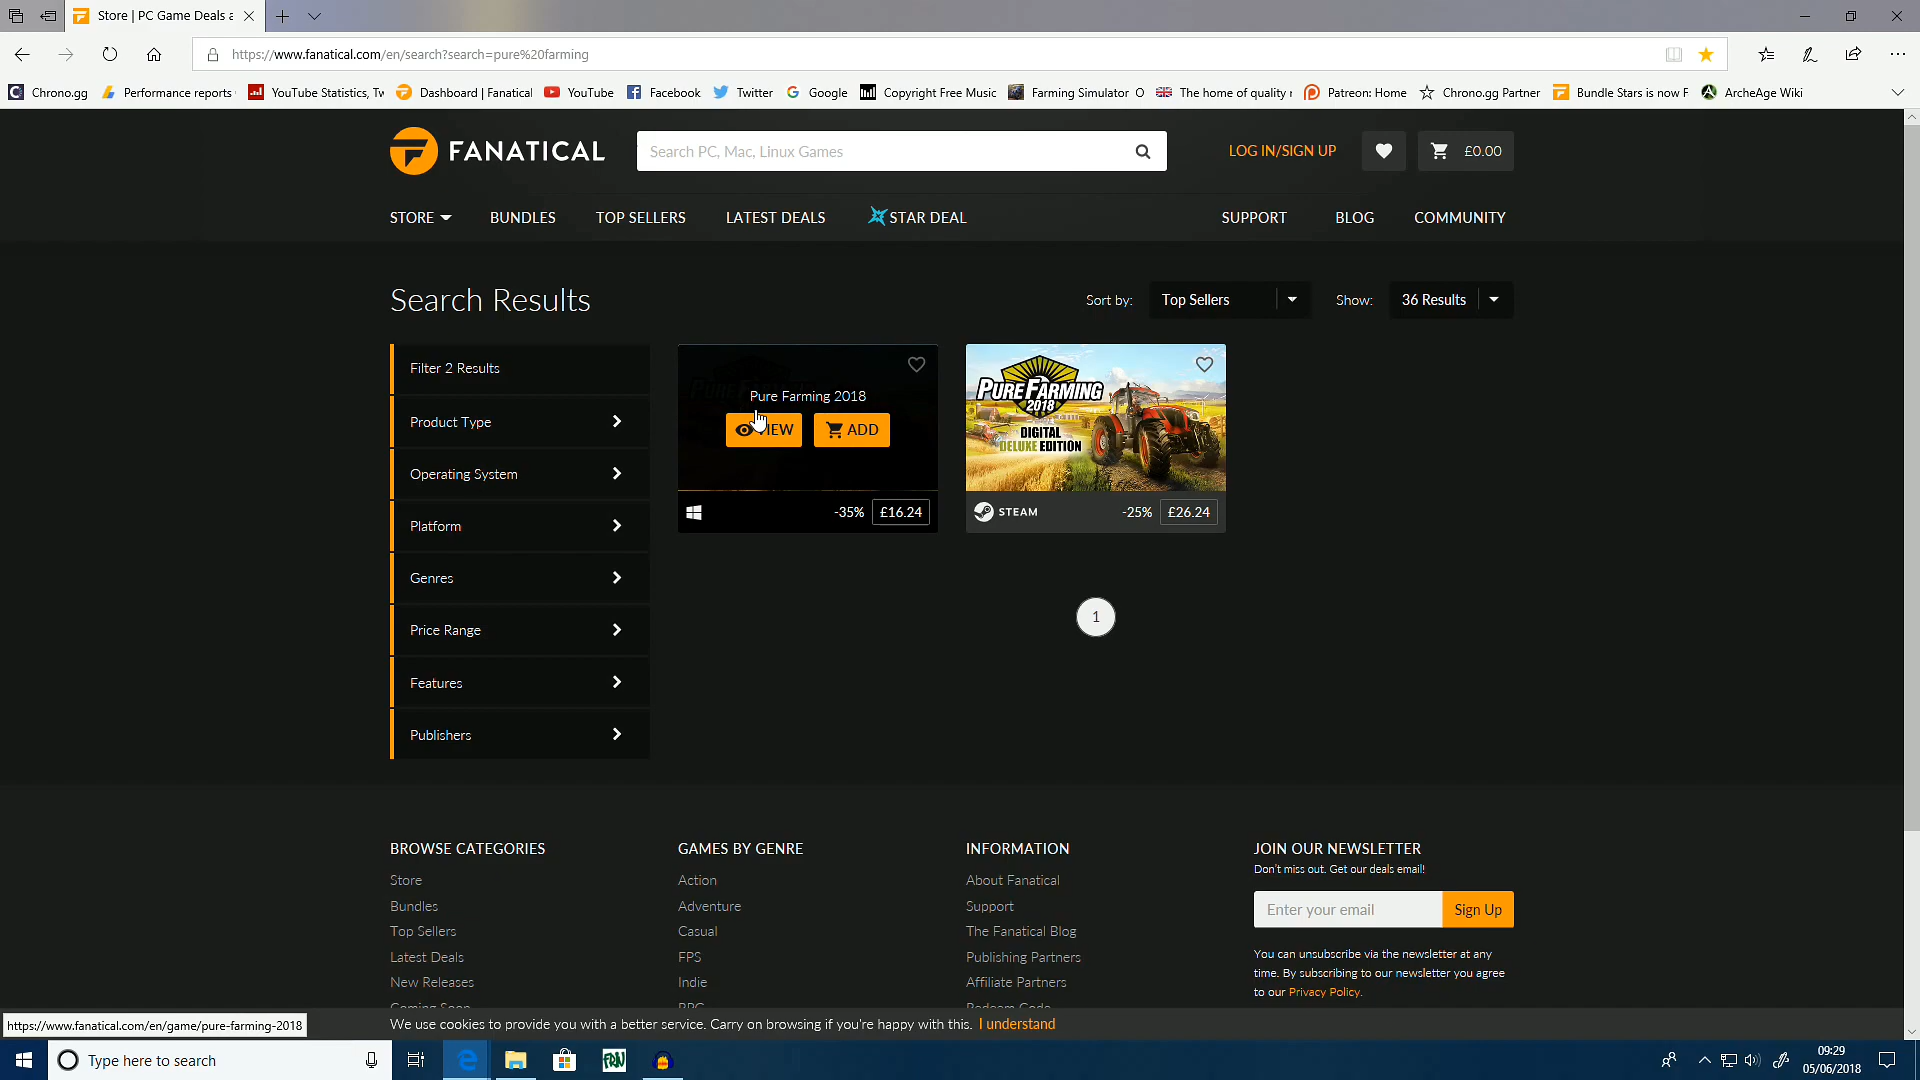 Store | PC Game Deals a
https://www.fanatical.com/en/search?search=pure%20farming
Chrono.gg Performance reports YouTube Statistics, Tw Dashboard | Fanatical YouTube Facebook Twitter Google Copyright Free Music Farming Simulator O The home of quality r Patreon: Home Chrono.gg Partner Bundle Stars is now F ArcheAge Wiki
FANATICAL
Search PC, Mac, Linux Games
LOG IN/SIGN UP
£0.00
STORE BUNDLES TOP SELLERS LATEST DEALS STAR DEAL SUPPORT BLOG COMMUNITY
Search Results
Sort by: Top Sellers Show: 36 Results
Filter 2 Results
Product Type
Operating System
Platform
Genres
Price Range
Features
Publishers
Pure Farming 2018
VIEW ADD
-35% £16.24
PURE FARMING
2018
DIGITAL
DELUXE EDITION
STEAM -25% £26.24
1
BROWSE CATEGORIES
Store
Bundles
Top Sellers
Latest Deals
New Releases
Coming Soon
GAMES BY GENRE
Action
Adventure
Casual
FPS
Indie
RPG
INFORMATION
About Fanatical
Support
The Fanatical Blog
Publishing Partners
Affiliate Partners
Redeem Code
JOIN OUR NEWSLETTER
Don't miss out. Get our deals email!
Enter your email Sign Up
You can unsubscribe via the newsletter at any
time. By subscribing to our newsletter you agree
to our Privacy Policy.
https://www.fanatical.com/en/game/pure-farming-2018
We use cookies to provide you with a better service. Carry on browsing if you're happy with this. I understand
Type here to search
FRN
09:29
05/06/2018